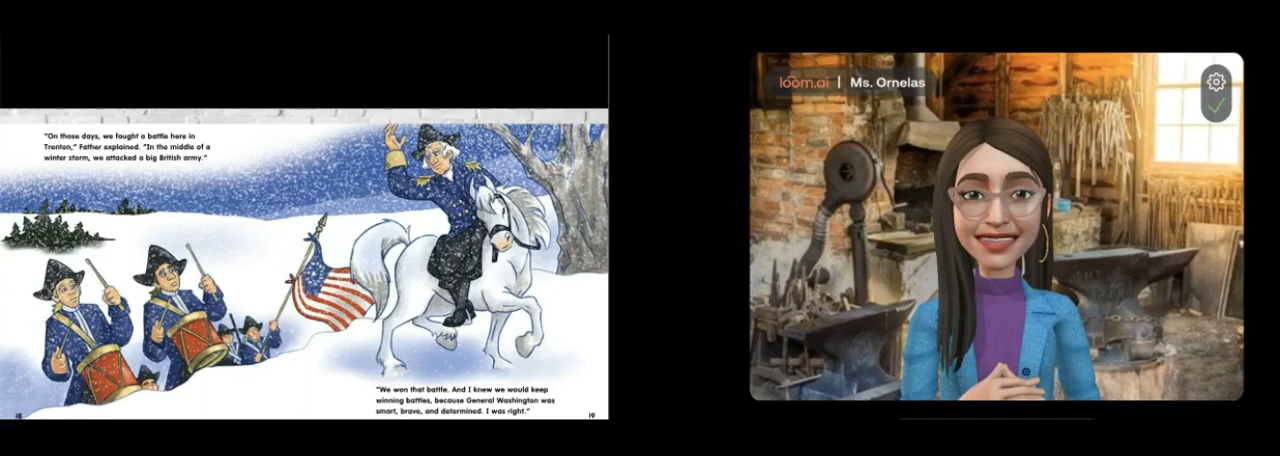 "On those days, we fought a battle here in
Trenton," Father explained. "In the middle of a
winter storm, we attacked a big British army."
"We won that battle. And I knew we would keep
winning battles, because General Washington was
smart, brave, and determined. I was right."
18
19
loom.ai | Ms. Ornelas